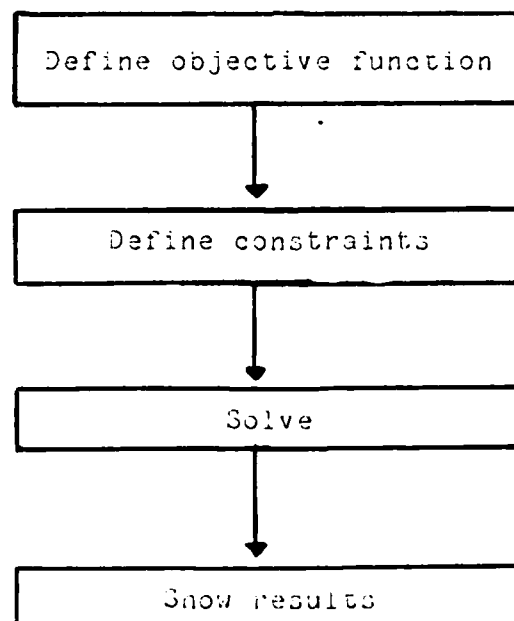 Define objective function
Define constraints
Solve
Show results